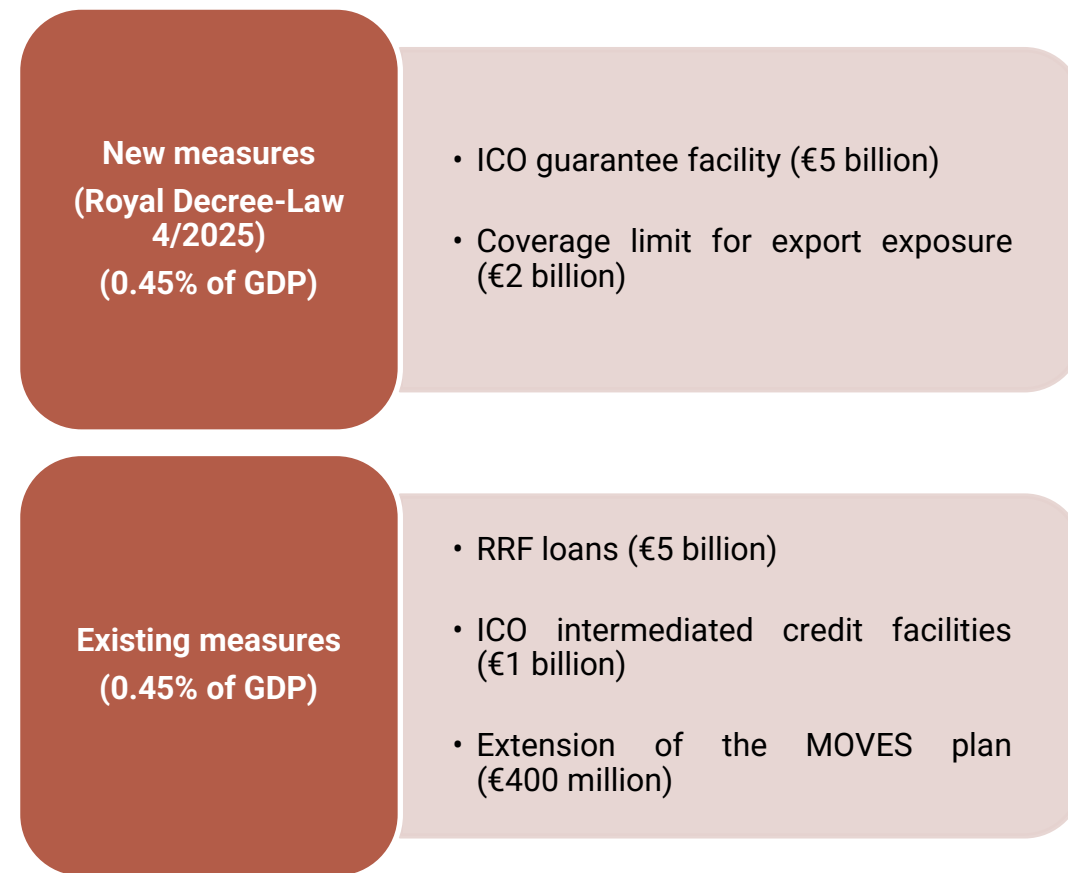 New measures
(Royal Decree-Law
4/2025)
(0.45% of GDP)
• ICO guarantee facility (€5 billion)
• Coverage limit for export exposure
(€2 billion)
Existing measures
(0.45% of GDP)
• RRF loans (€5 billion)
• ICO intermediated credit facilities
(€1 billion)
• Extension of the MOVES plan
(€400 million)